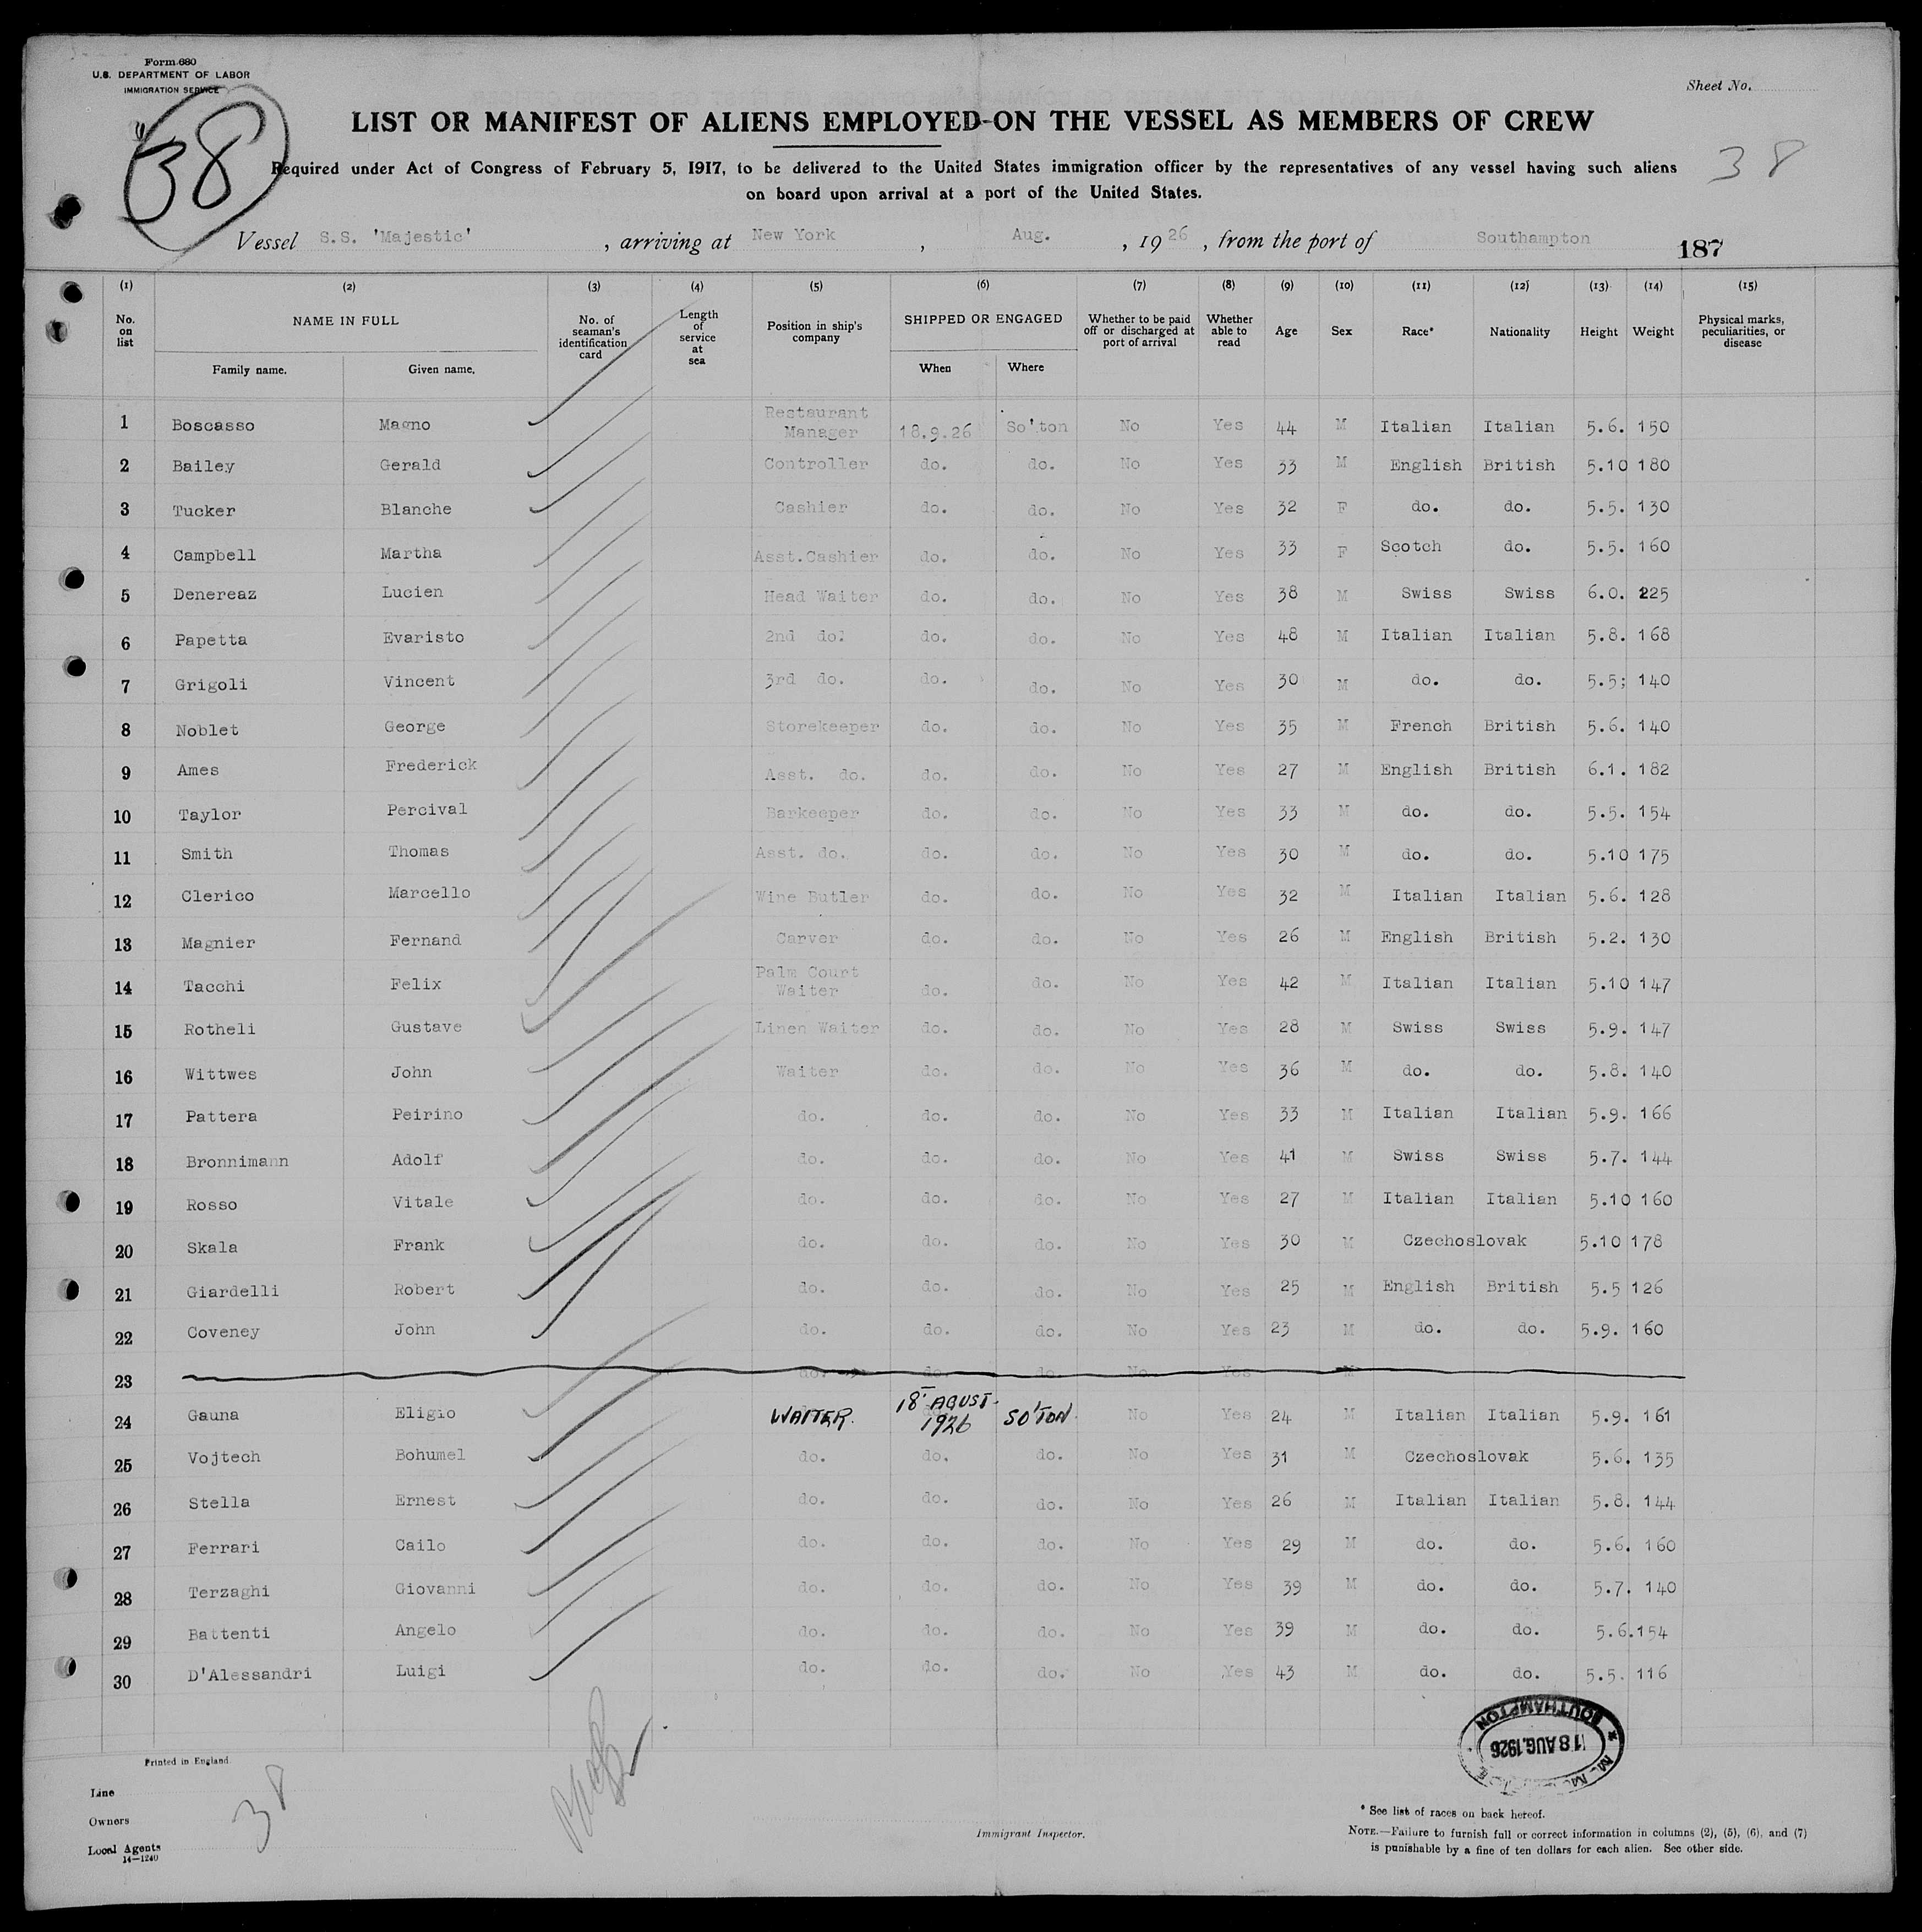 Form 680
U.S. DEPARTMENT OF LABOR
IMMIGRATION SERVICE
Sheet No.
"38
LIST OR MANIFEST OF ALIENS EMPLOYED ON THE VESSEL AS MEMBERS OF CREW
Required under Act of Congress of February 5, 1917, to be delivered to the United States immigration officer by the representatives of any vessel having such aliens
on board upon arrival at a port of the United States.
38
Vessel S.S. 'Majestic' , arriving at New York , Aug. , 1926 , from the port of Southampton
187
(1) (2) (3) (4) (5) (6) (7) (8) (9) (10) (11) (12) (13) (14) (15)
No. on list NAME IN FULL Family name. Given name. No. of seaman's identification card Length of service at sea Position in ship's company SHIPPED OR ENGAGED When Where Whether to be paid off or discharged at port of arrival Whether able to read Age Sex Race* Nationality Height Weight Physical marks, peculiarities, or disease
1 Boscasso Magno Restaurant Manager 18.9.26 So'ton No Yes 44 M Italian Italian 5.6. 150
2 Bailey Gerald Controller do. do. No Yes 33 M English British 5.10 180
3 Tucker Blanche Cashier do. do. No Yes 32 F do. do. 5.5. 130
4 Campbell Martha Asst.Cashier do. do. No Yes 33 F Scotch do. 5.5. 160
5 Denereaz Lucien Head Waiter do. do. No Yes 38 M Swiss Swiss 6.0. 225
6 Papetta Evaristo 2nd do. do. do. No Yes 48 M Italian Italian 5.8. 168
7 Grigoli Vincent 3rd do. do. do. No Yes 30 M do. do. 5.5; 140
8 Noblet George Storekeeper do. do. No Yes 35 M French British 5.6. 140
9 Ames Frederick Asst. do. do. do. No Yes 27 M English British 6.1. 182
10 Taylor Percival Barkeeper do. do. No Yes 33 M do. do. 5.5. 154
11 Smith Thomas Asst. do. do. do. No Yes 30 M do. do. 5.10 175
12 Clerico Marcello Wine Butler do. do. No Yes 32 M Italian Italian 5.6. 128
13 Magnier Fernand Carver do. do. No Yes 26 M English British 5.2. 130
14 Tacchi Felix Palm Court Waiter do. do. No Yes 42 M Italian Italian 5.10 147
15 Rotheli Gustave Linen Waiter do. do. No Yes 28 M Swiss Swiss 5.9. 147
16 Wittwes John Waiter do. do. No Yes 36 M do. do. 5.8. 140
17 Pattera Peirino do. do. do. No Yes 33 M Italian Italian 5.9. 166
18 Bronnimann Adolf do. do. do. No Yes 41 M Swiss Swiss 5.7. 144
19 Rosso Vitale do. do. do. No Yes 27 M Italian Italian 5.10 160
20 Skala Frank do. do. do. No Yes 30 M Czechoslovak 5.10 178
21 Giardelli Robert do. do. do. No Yes 25 M English British 5.5 126
22 Coveney John do. do. do. No Yes 23 M do. do. 5.9. 160
23 do. do. do. No Yes M
24 Gauna Eligio WAITER. 18 AGUST. 1926 SO'TON. No Yes 24 M Italian Italian 5.9. 161
25 Vojtech Bohumel do. do. do. No Yes 31 M Czechoslovak 5.6. 135
26 Stella Ernest do. do. do. No Yes 26 M Italian Italian 5.8. 144
27 Ferrari Cailo do. do. do. No Yes 29 M do. do. 5.6. 160
28 Terzaghi Giovanni do. do. do. No Yes 39 M do. do. 5.7. 140
29 Battenti Angelo do. do. do. No Yes 39 M do. do. 5.6. 154
30 D'Alessandri Luigi do. do. do. No Yes 43 M do. do. 5.5. 116
SOUTHAMPTON
18 AUG. 1926
Printed in England
Line
Owners
Local Agents
14—1240
38
Immigrant Inspector.
* See list of races on back hereof.
NOTE.—Failure to furnish full or correct information in columns (2), (5), (6), and (7)
is punishable by a fine of ten dollars for each alien. See other side.